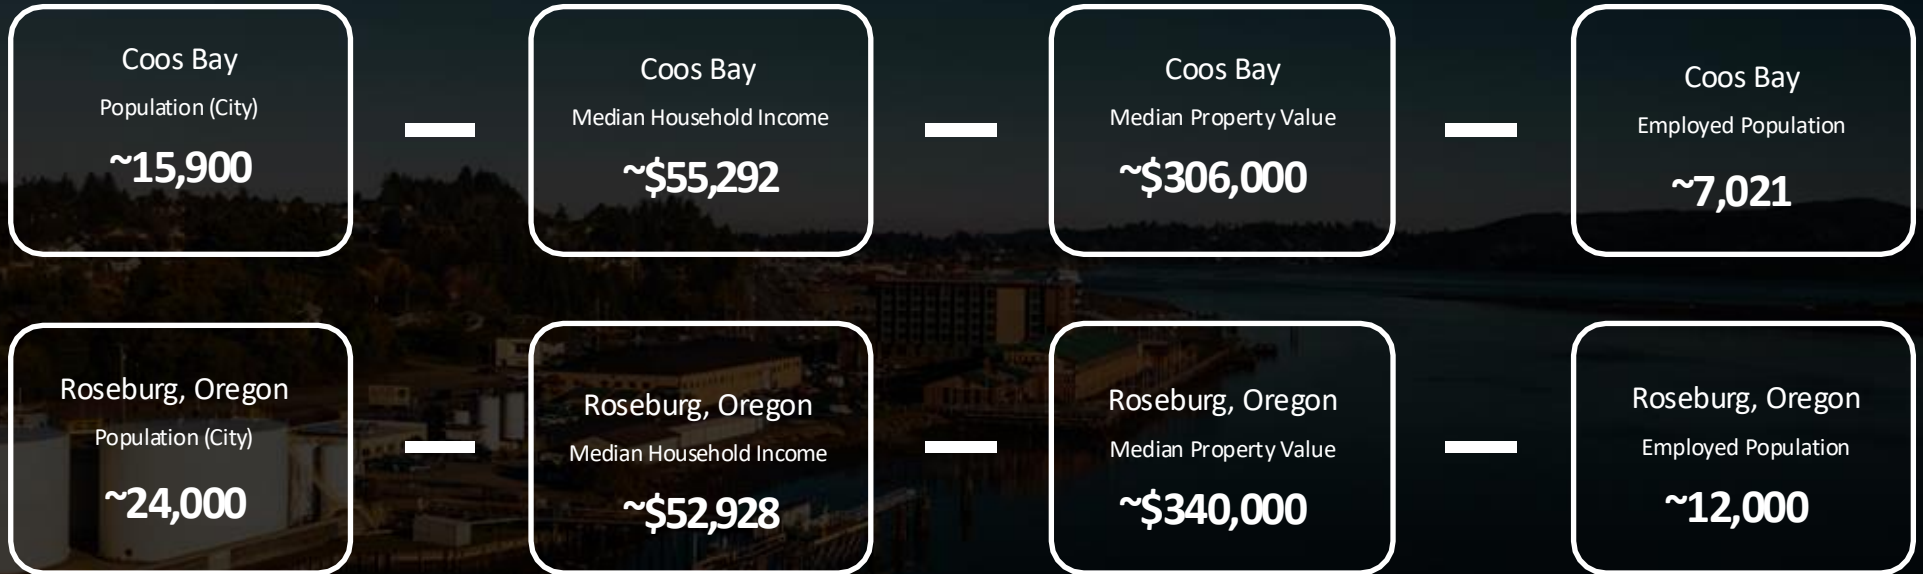 Coos Bay
Population (City)
~15,900
Coos Bay
Median Household Income
~$55,292
Coos Bay
Median Property Value
~$306,000
Coos Bay
Employed Population
~7,021
Roseburg, Oregon
Population (City)
~24,000
Roseburg, Oregon
Median Household Income
~$52,928
Roseburg, Oregon
Median Property Value
~$340,000
Roseburg, Oregon
Employed Population
~12,000